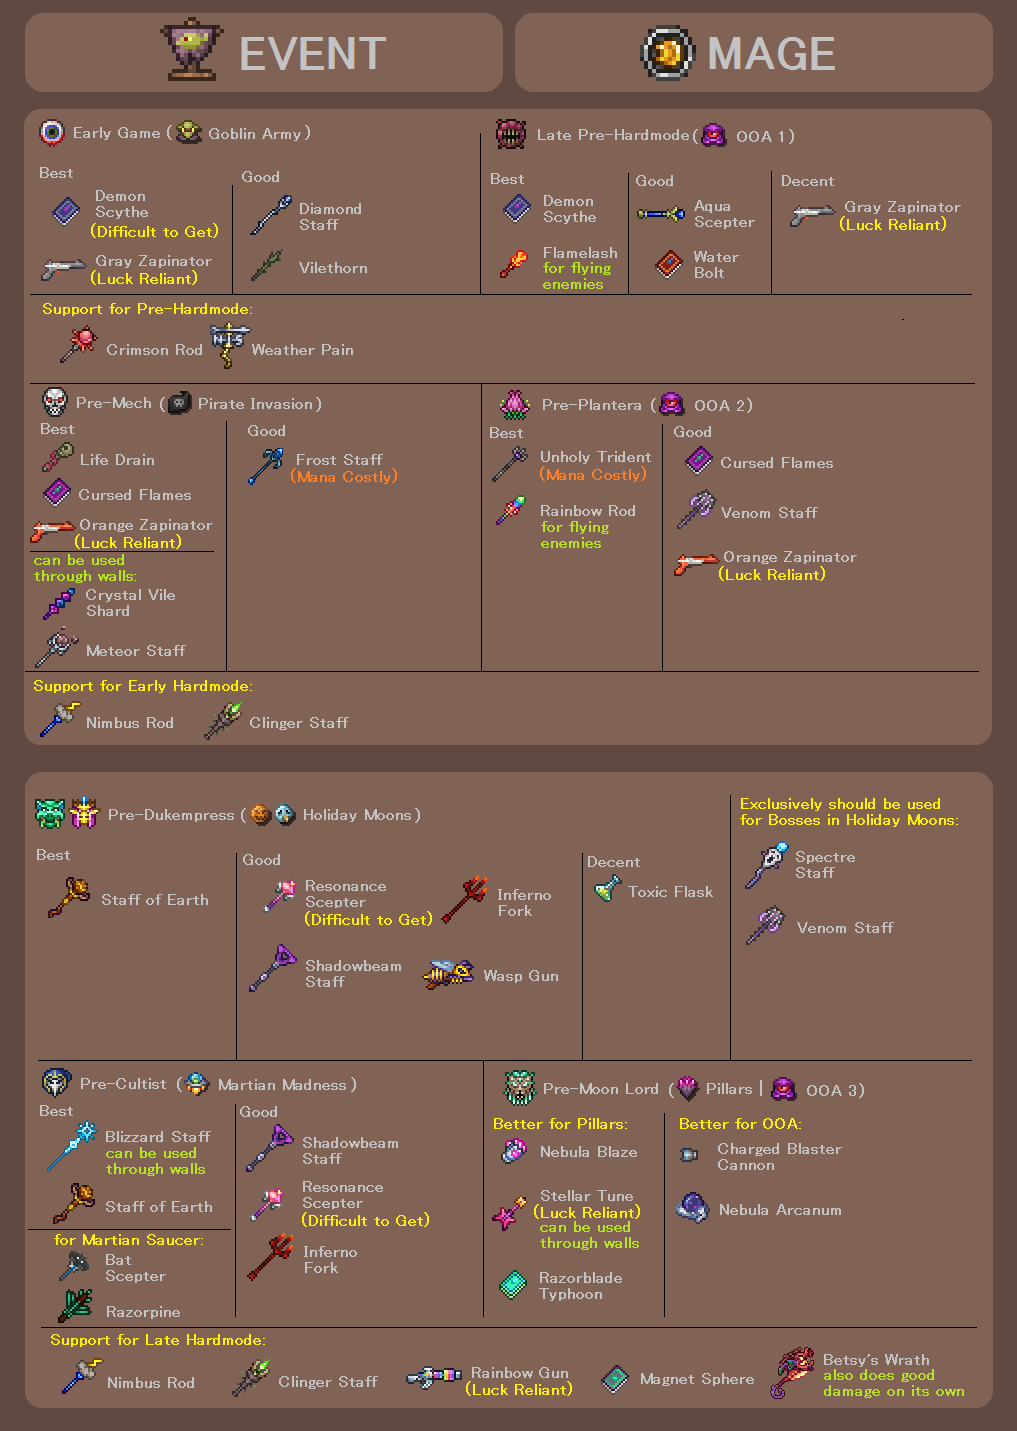 EVENT
MAGE
Early Game ( Goblin Army )
Best
Demon
Scythe
(Difficult to Get)
Gray Zapinator
(Luck Reliant)
Good
Diamond
Staff
Vilethorn
Late Pre-Hardmode ( OOA 1 )
Best
Demon
Scythe
Flamelash
for flying
enemies
Good
Aqua
Scepter
Water
Bolt
Decent
Gray Zapinator
(Luck Reliant)
Support for Pre-Hardmode:
Crimson Rod
N I S
Weather Pain
Pre-Mech ( Pirate Invasion )
Best
Life Drain
Cursed Flames
Orange Zapinator
(Luck Reliant)
can be used
through walls:
Crystal Vile
Shard
Meteor Staff
Good
Frost Staff
(Mana Costly)
Pre-Plantera ( OOA 2 )
Best
Unholy Trident
(Mana Costly)
Rainbow Rod
for flying
enemies
Good
Cursed Flames
Venom Staff
Orange Zapinator
(Luck Reliant)
Support for Early Hardmode:
Nimbus Rod
Clinger Staff
Pre-Dukempress ( Holiday Moons )
Best
Staff of Earth
Good
Resonance
Scepter
(Difficult to Get)
Inferno
Fork
Shadowbeam
Staff
Wasp Gun
Decent
Toxic Flask
Exclusively should be used
for Bosses in Holiday Moons:
Spectre
Staff
Venom Staff
Pre-Cultist ( Martian Madness )
Best
Blizzard Staff
can be used
through walls
Staff of Earth
for Martian Saucer:
Bat
Scepter
Razorpine
Good
Shadowbeam
Staff
Resonance
Scepter
(Difficult to Get)
Inferno
Fork
Pre-Moon Lord ( Pillars | OOA 3 )
Better for Pillars:
Nebula Blaze
Stellar Tune
(Luck Reliant)
can be used
through walls
Razorblade
Typhoon
Better for OOA:
Charged Blaster
Cannon
Nebula Arcanum
Support for Late Hardmode:
Nimbus Rod
Clinger Staff
Rainbow Gun
(Luck Reliant)
Magnet Sphere
Betsy's Wrath
also does good
damage on its own